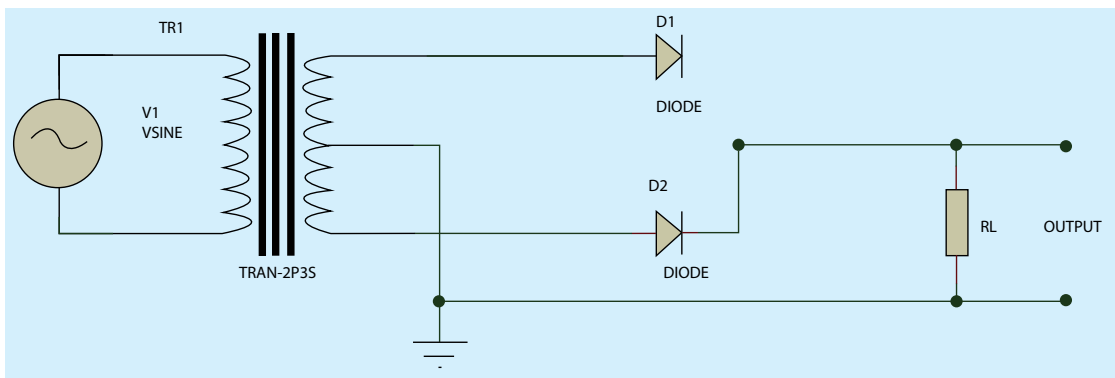 TR1
D1
V1
VSINE
DIODE
D2
RL
OUTPUT
TRAN-2P3S
DIODE